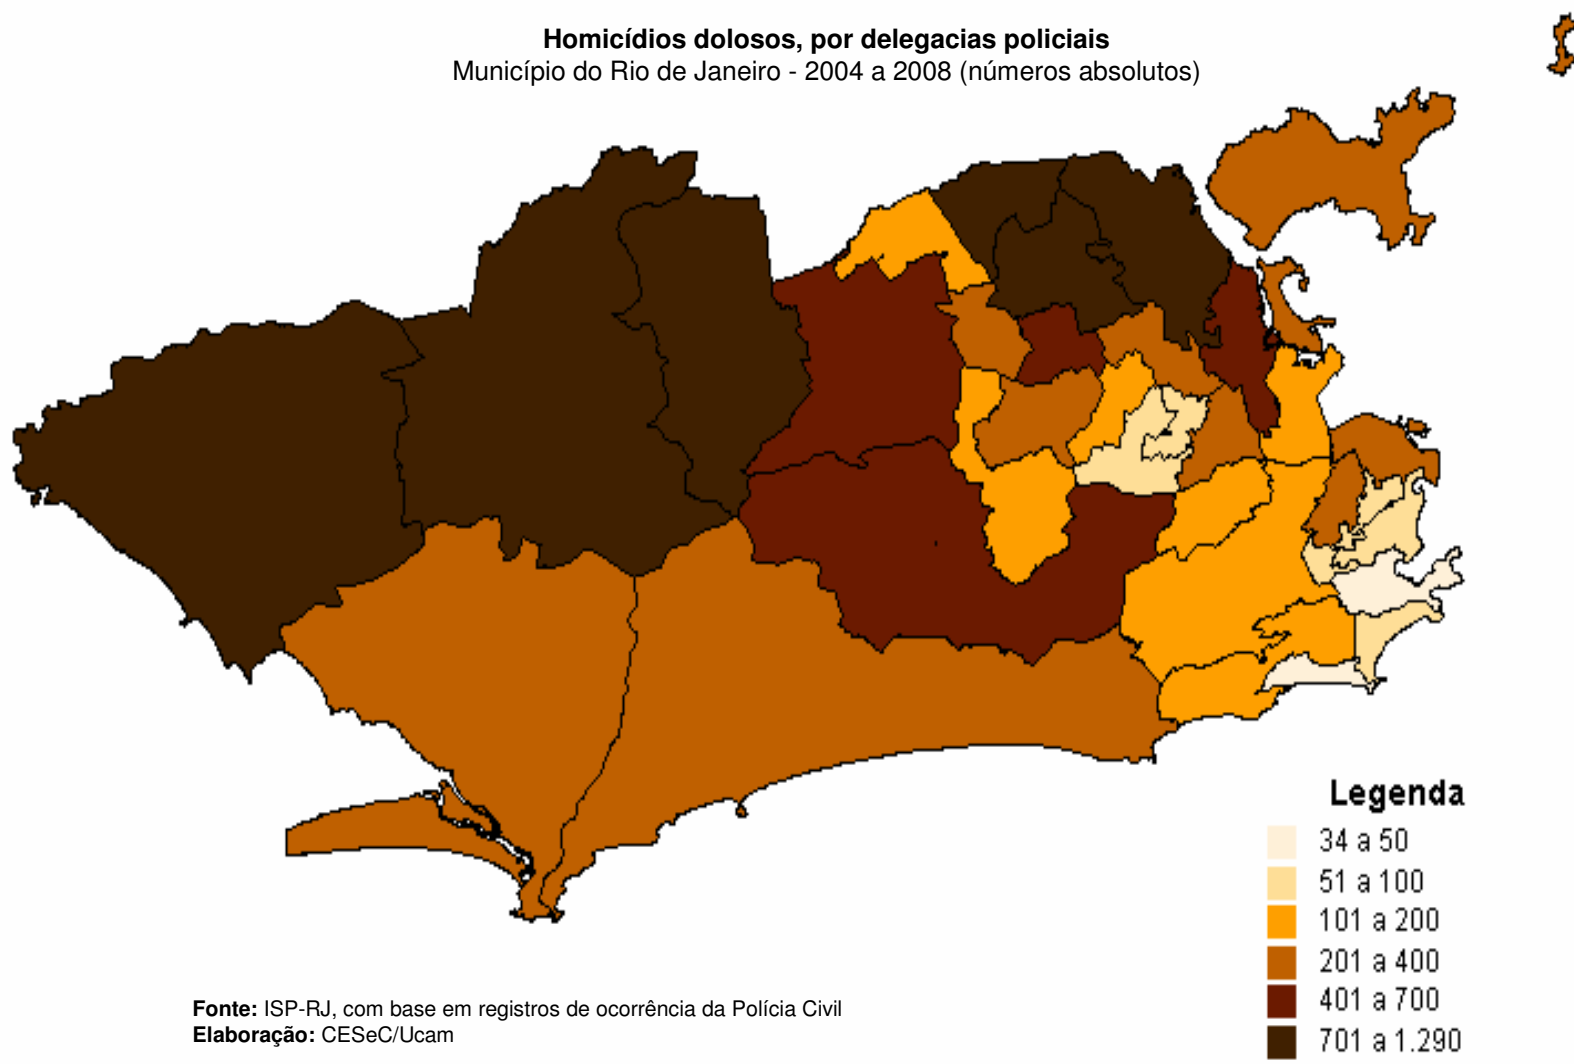 Homicídios dolosos, por delegacias policiais
Município do Rio de Janeiro - 2004 a 2008 (números absolutos)
Legenda
34 a 50
51 a 100
101 a 200
201 a 400
401 a 700
701 a 1.290
Fonte: ISP-RJ, com base em registros de ocorrência da Polícia Civil
Elaboração: CESeC/Ucam